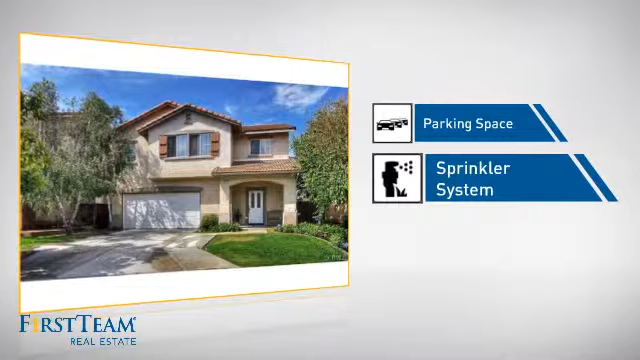 Parking Space
Sprinkler
System
FIRSTTEAM®
REAL ESTATE